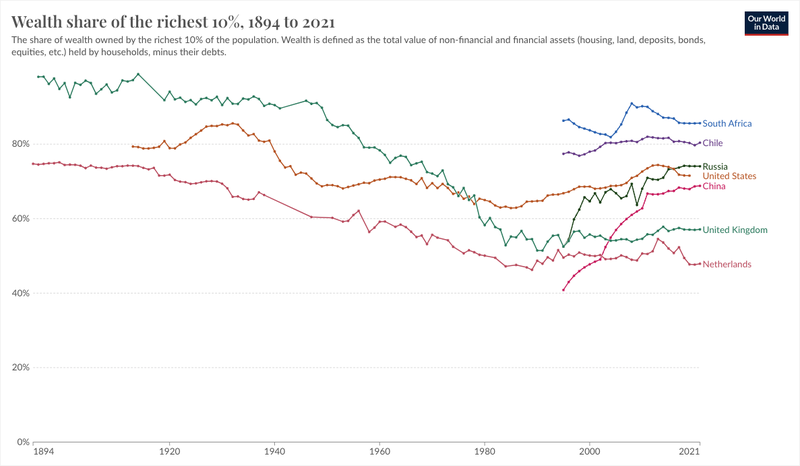 Wealth share of the richest 10%, 1894 to 2021
Our World
in Data
The share of wealth owned by the richest 10% of the population. Wealth is defined as the total value of non-financial and financial assets (housing, land, deposits, bonds,
equities, etc.) held by households, minus their debts.
80%
60%
40%
20%
0%
South Africa
Chile
Russia
United States
China
United Kingdom
Netherlands
1894
1920
1940
1960
1980
2000
2021